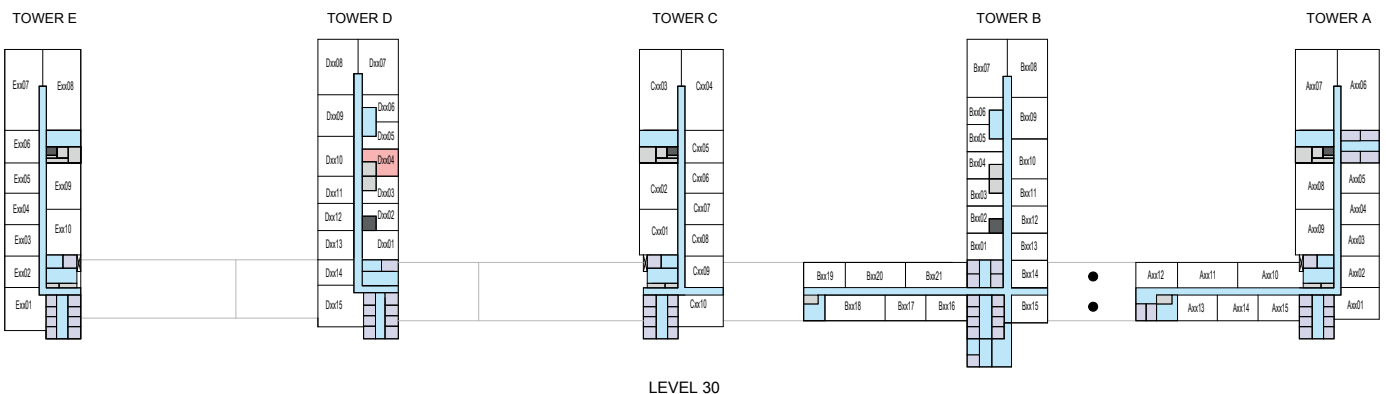 TOWER E TOWER D TOWER C TOWER B TOWER A
Exx07 Exx08
Exx06
Exx05 Exx09
Exx04
Exx03 Exx10
Exx02
Exx01
Dxx08 Dxx07
Dxx09 Dxx06
Dxx05
Dxx10 Dxx04
Dxx11 Dxx03
Dxx12 Dxx02
Dxx13 Dxx01
Dxx14
Dxx15
Cxx03 Cxx04
Cxx05
Cxx02 Cxx06
Cxx07
Cxx01 Cxx08
Cxx09
Cxx10
Bxx07 Bxx08
Bxx06 Bxx09
Bxx05
Bxx04 Bxx10
Bxx03 Bxx11
Bxx02 Bxx12
Bxx01 Bxx13
Bxx19 Bxx20 Bxx21 Bxx14
Bxx18 Bxx17 Bxx16 Bxx15
Axx07 Axx06
Axx08 Axx05
Axx04
Axx09 Axx03
Axx12 Axx11 Axx10 Axx02
Axx13 Axx14 Axx15 Axx01
LEVEL 30